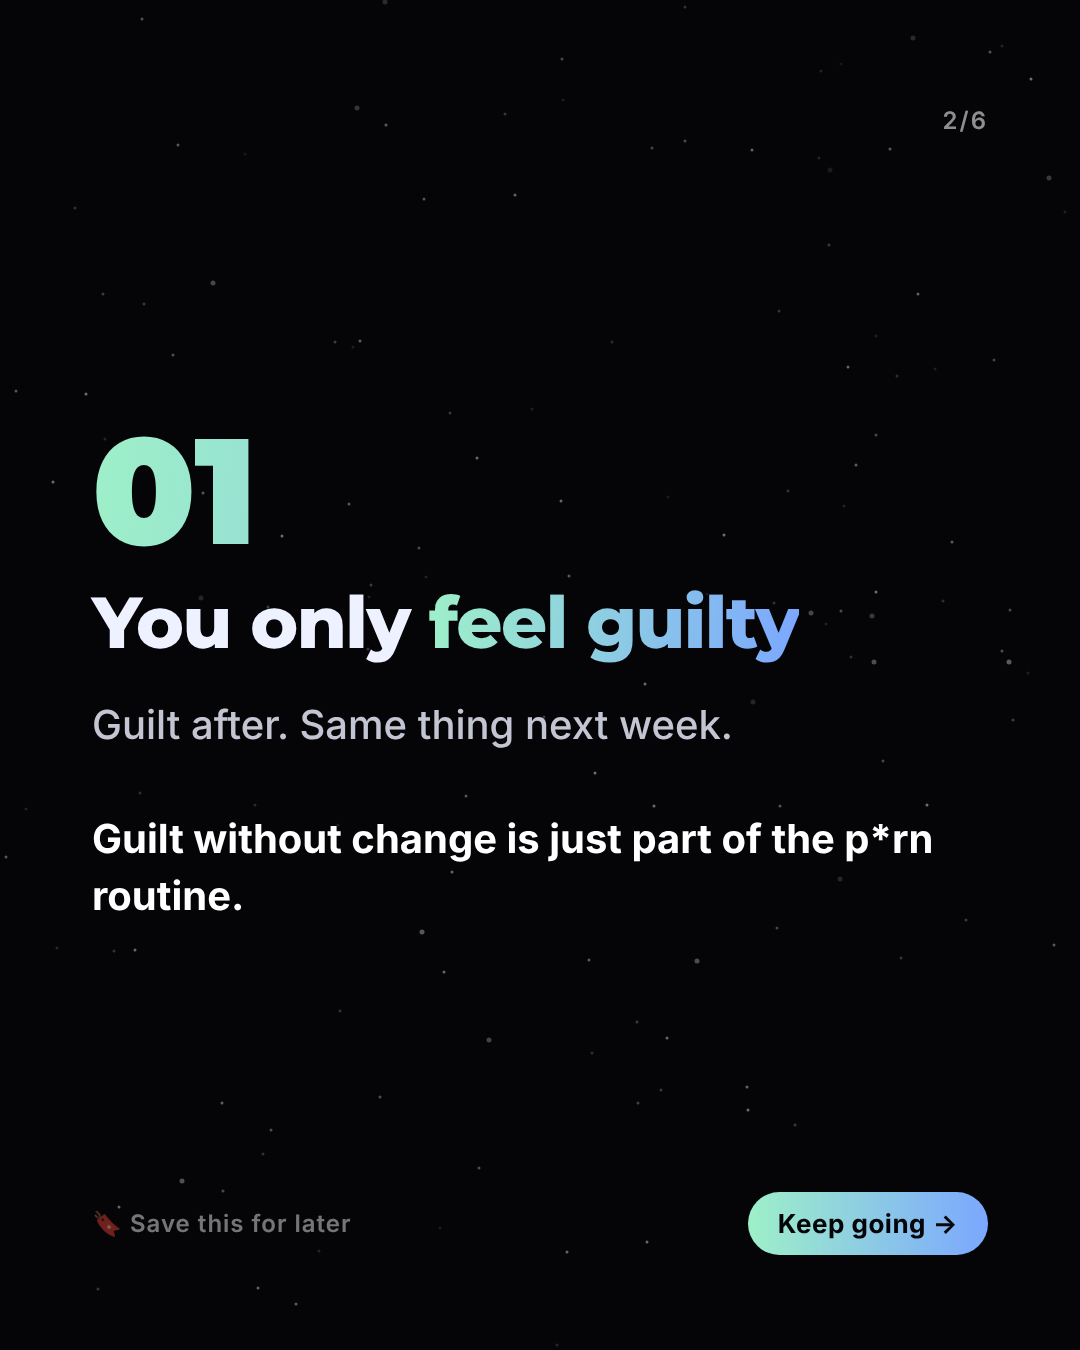 2/6
01
You only feel guilty
Guilt after. Same thing next week.
Guilt without change is just part of the p*rn
routine.
🔖 Save this for later
Keep going →